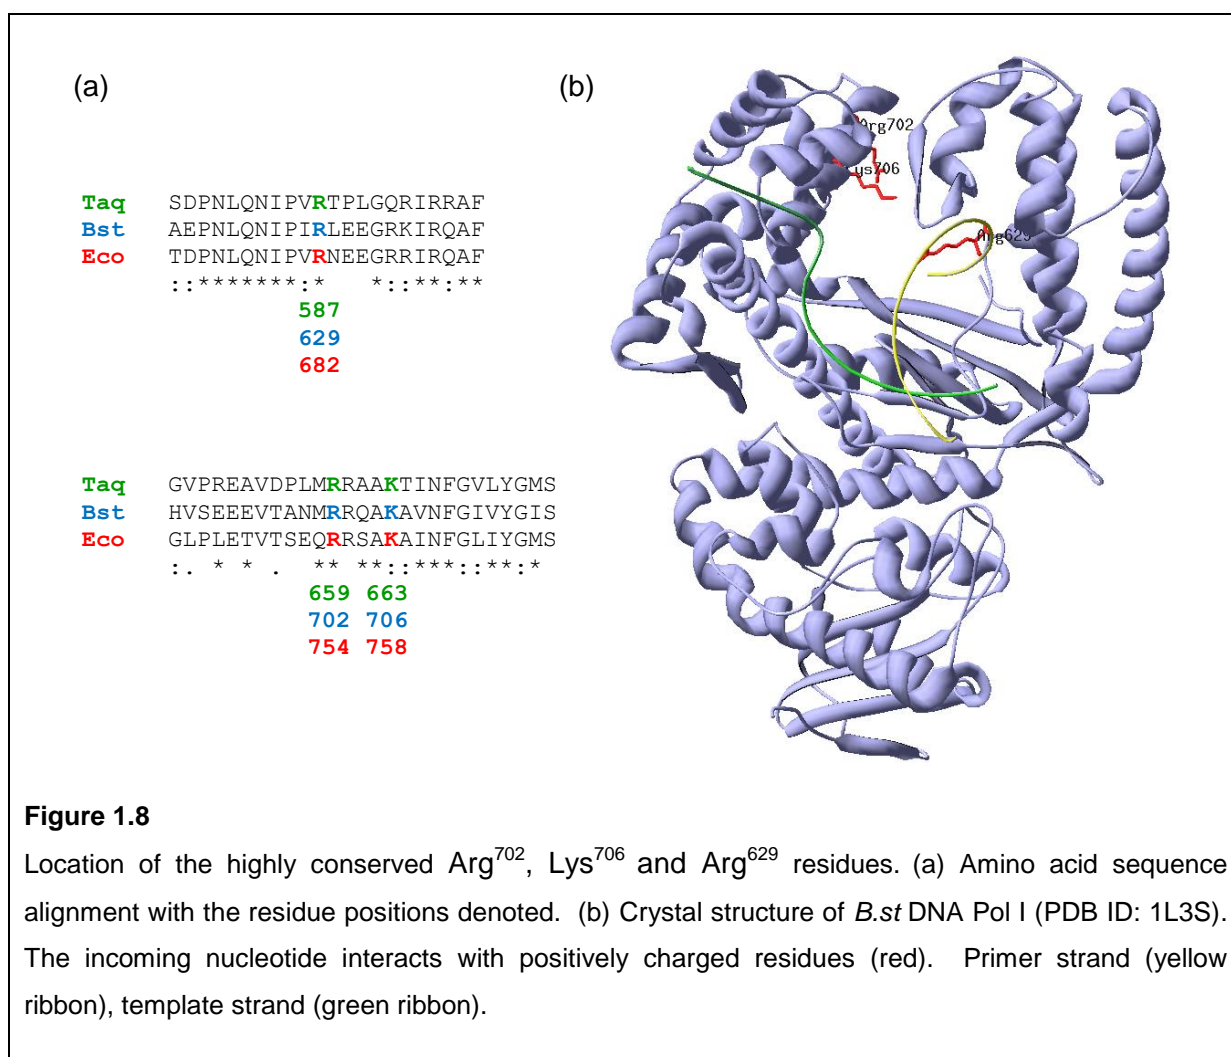 (a)
Taq SDPNLQNIPVRTPLGQRIRRAF
Bst AEPNLQNIPIRLEEGRKIRQAF
Eco TDPNLQNIPVRNEEGRRIRQAF
::*******:* *:**:**
587
629
682
Taq GVPREAVDPLMRRAAKTINFGVLYGMS
Bst HVSEEEVTANMRRQAKAVNFGIVYGIS
Eco GLPLETVTSEQRRSAKAINFGLIYGMS
:. * * . ** **::***::**:*
659 663
702 706
754 758
(b)
Arg702
Lys706
Arg629
Figure 1.8
Location of the highly conserved Arg702, Lys706 and Arg629 residues. (a) Amino acid sequence
alignment with the residue positions denoted. (b) Crystal structure of B.st DNA Pol I (PDB ID: 1L3S).
The incoming nucleotide interacts with positively charged residues (red). Primer strand (yellow
ribbon), template strand (green ribbon).